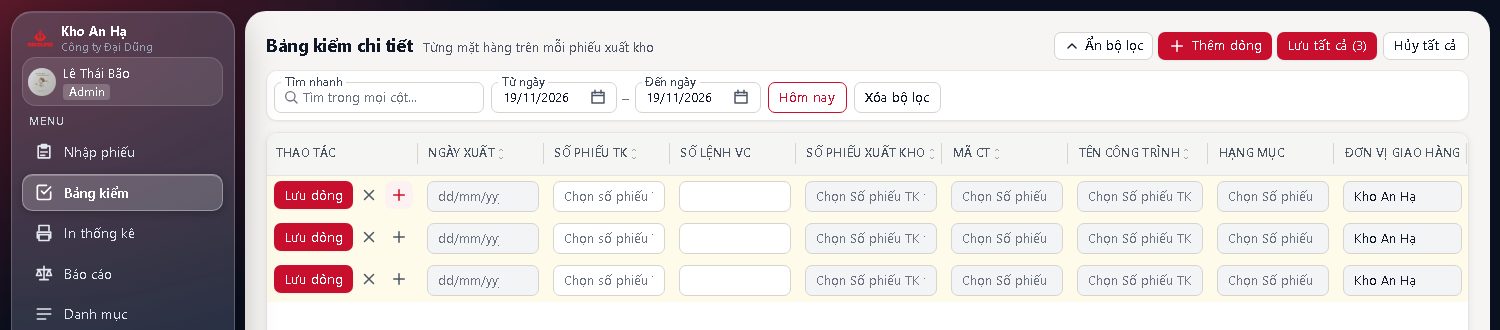 Kho An Hạ
Công ty Đại Dũng
Lê Thái Bão
Admin
MENU
Nhập phiếu
Bảng kiểm
In thống kê
Báo cáo
Danh mục
Bảng kiểm chi tiết Từng mặt hàng trên mỗi phiếu xuất kho
Ẩn bộ lọc Thêm dòng Lưu tất cả (3) Hủy tất cả
Tìm nhanh Từ ngày Đến ngày
Tìm trong mọi cột... 19/11/2026 – 19/11/2026 Hôm nay Xóa bộ lọc
THAO TÁC NGÀY XUẤT SỐ PHIẾU TK SỐ LỆNH VC SỐ PHIẾU XUẤT KHO MÃ CT TÊN CÔNG TRÌNH HẠNG MỤC ĐƠN VỊ GIAO HÀNG
Lưu dòng dd/mm/yy Chọn số phiếu Chọn Số phiếu TK Chọn Số phiếu Chọn Số phiếu TK Chọn Số phiếu Kho An Hạ
Lưu dòng dd/mm/yy Chọn số phiếu Chọn Số phiếu TK Chọn Số phiếu Chọn Số phiếu TK Chọn Số phiếu Kho An Hạ
Lưu dòng dd/mm/yy Chọn số phiếu Chọn Số phiếu TK Chọn Số phiếu Chọn Số phiếu TK Chọn Số phiếu Kho An Hạ